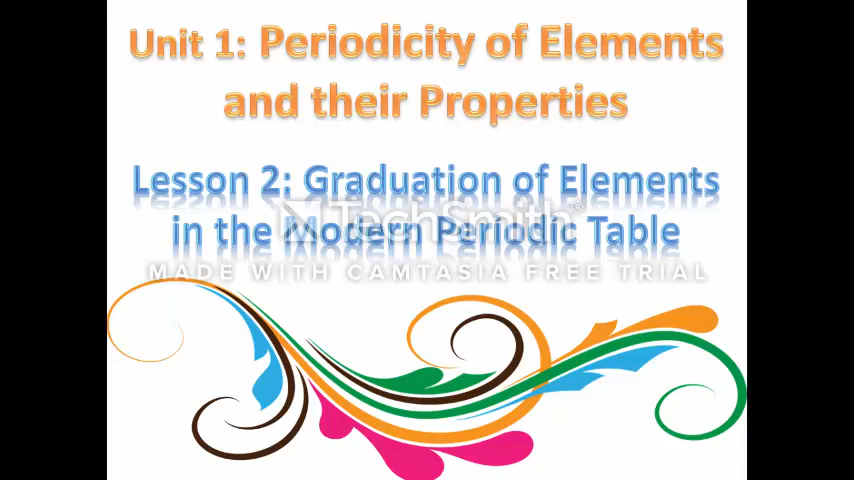 Unit 1: Periodicity of Elements
and their Properties
Lesson 2: Graduation of Elements
in the Modern Periodic Table
TechSmith®
MADE WITH CAMTASIA FREE TRIAL